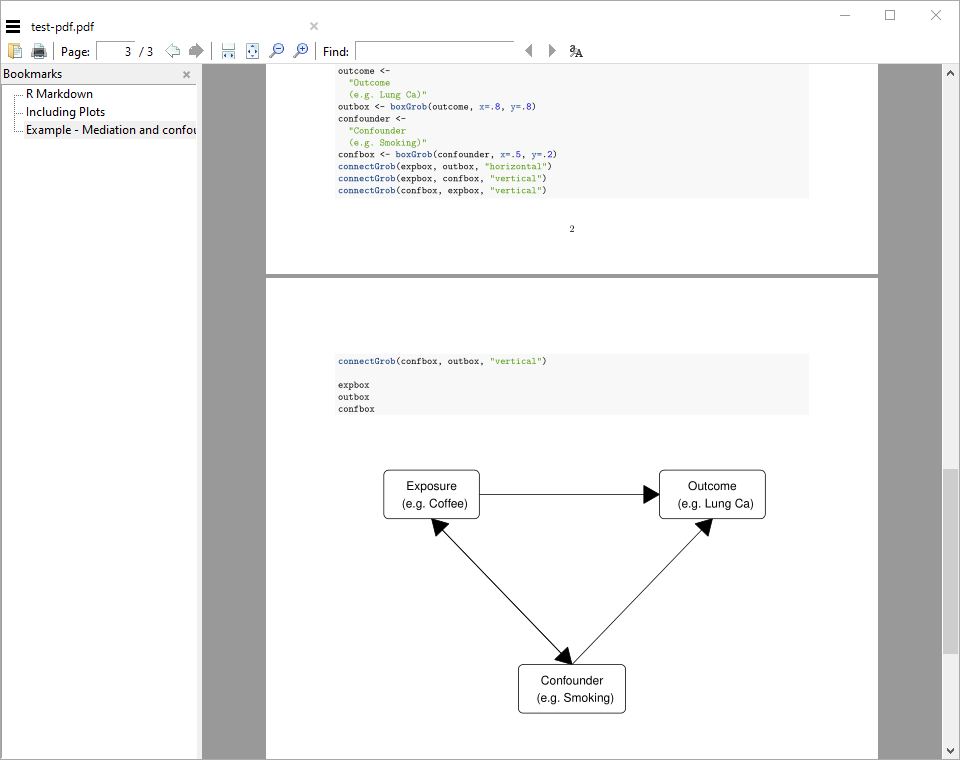 test-pdf.pdf
Page: 3 / 3
Find:
Bookmarks
R Markdown
Including Plots
Example - Mediation and confou
outcome <-
"Outcome
(e.g. Lung Ca)"
outbox <- boxGrob(outcome, x=.8, y=.8)
confounder <-
"Confounder
(e.g. Smoking)"
confbox <- boxGrob(confounder, x=.5, y=.2)
connectGrob(expbox, outbox, "horizontal")
connectGrob(expbox, confbox, "vertical")
connectGrob(confbox, expbox, "vertical")
2
connectGrob(confbox, outbox, "vertical")
expbox
outbox
confbox
Exposure
(e.g. Coffee)
Outcome
(e.g. Lung Ca)
Confounder
(e.g. Smoking)